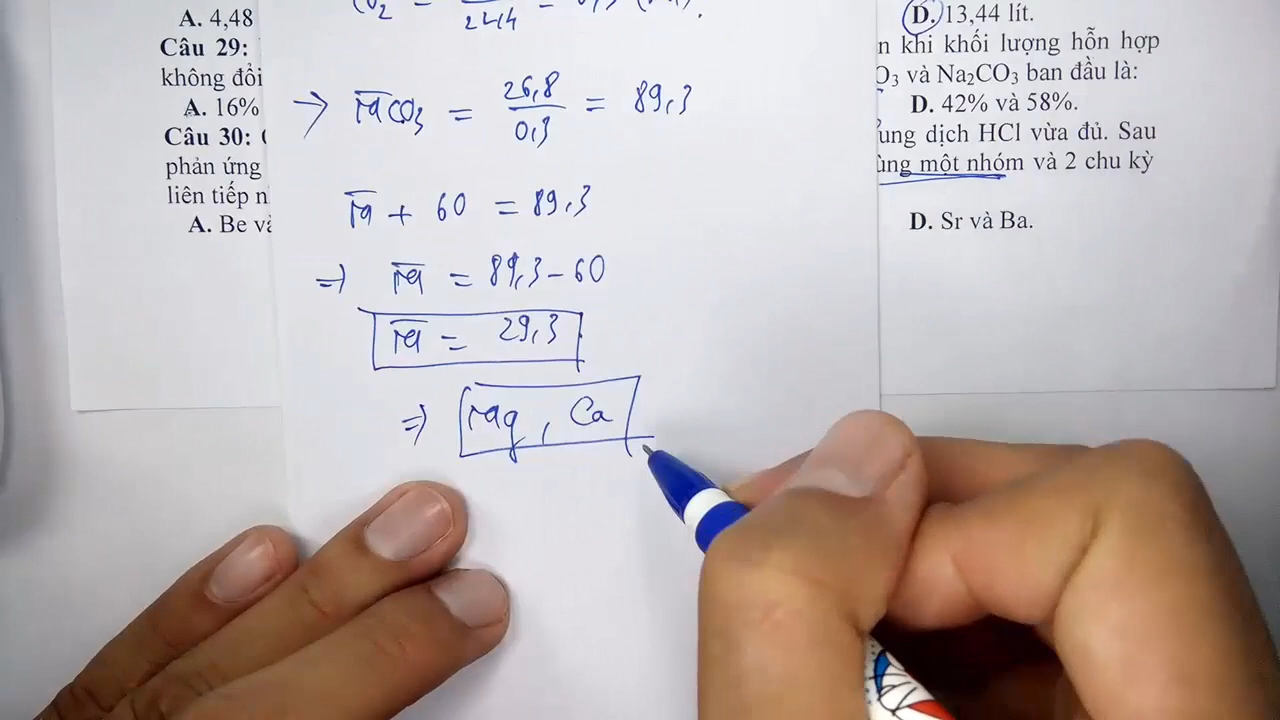 A. 4,48
Câu 29:
không đổi
A. 16%
Câu 30:
phản ứng
liên tiếp n
A. Be và
D. 13,44 lít.
n khi khối lượng hỗn hợp
O₃ và Na₂CO₃ ban đầu là:
D. 42% và 58%.
ung dịch HCl vừa đủ. Sau
ùng một nhóm và 2 chu kỳ
D. Sr và Ba.
→ M̅CO₃ = 26,8 / 0,3 = 89,3
M̅ + 60 = 89,3
⇒ M̅ = 89,3 - 60
M̅ = 29,3
⇒ Mg, Ca